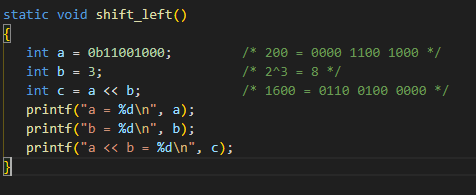 static void shift_left()
{
int a = 0b11001000; /* 200 = 0000 1100 1000 */
int b = 3; /* 2^3 = 8 */
int c = a << b; /* 1600 = 0110 0100 0000 */
printf("a = %d\n", a);
printf("b = %d\n", b);
printf("a << b = %d\n", c);
}